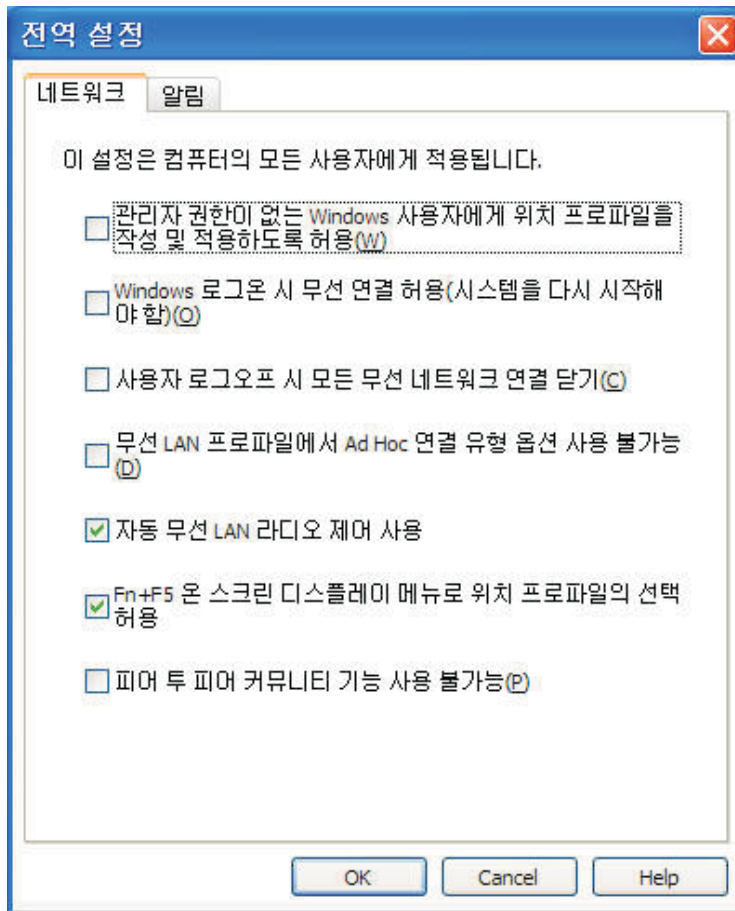 전역 설정
네트워크
알림
이 설정은 컴퓨터의 모든 사용자에게 적용됩니다.
관리자 권한이 없는 Windows 사용자에게 위치 프로파일을
작성 및 적용하도록 허용(W)
Windows 로그온 시 무선 연결 허용(시스템을 다시 시작해
야 함)(O)
사용자 로그오프 시 모든 무선 네트워크 연결 닫기(C)
무선 LAN 프로파일에서 Ad Hoc 연결 유형 옵션 사용 불가능
(D)
자동 무선 LAN 라디오 제어 사용
Fn+F5 온 스크린 디스플레이 메뉴로 위치 프로파일의 선택
허용
피어 투 피어 커뮤니티 기능 사용 불가능(P)
OK
Cancel
Help